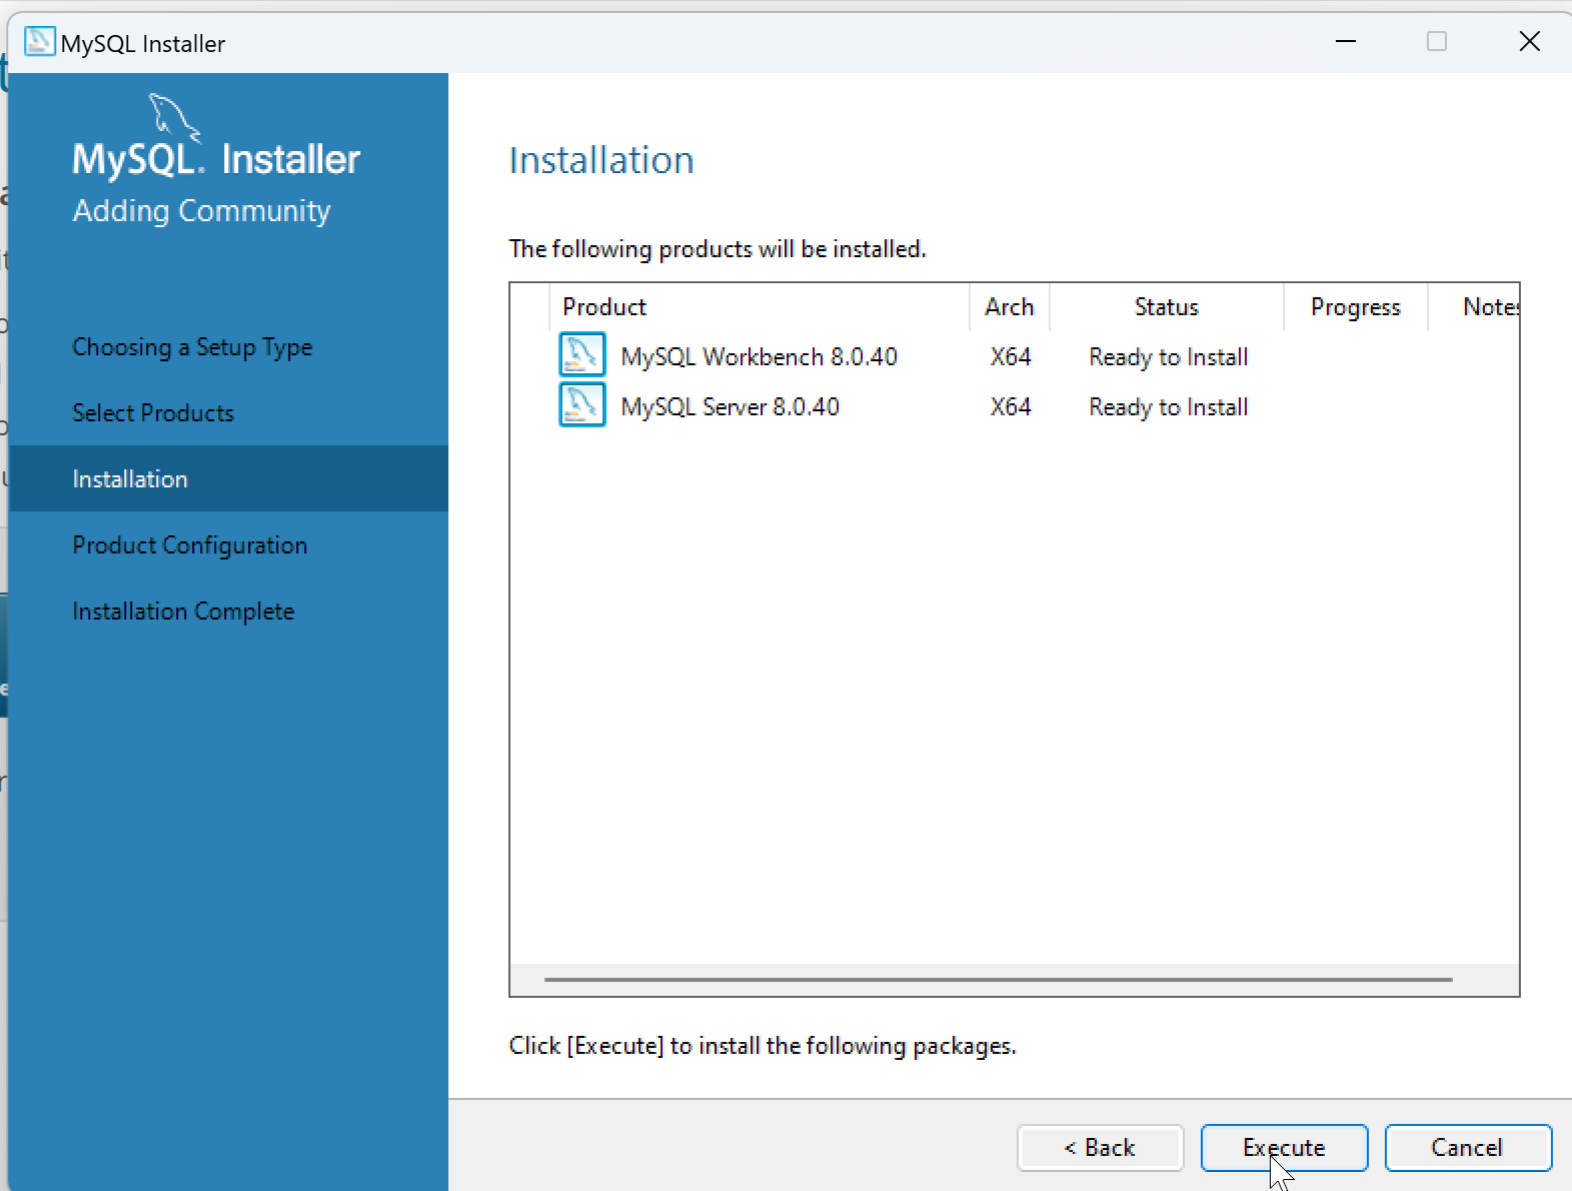 MySQL Installer
MySQL. Installer
Adding Community
Choosing a Setup Type
Select Products
Installation
Product Configuration
Installation Complete
Installation
The following products will be installed.
Product Arch Status Progress Notes
MySQL Workbench 8.0.40 X64 Ready to Install
MySQL Server 8.0.40 X64 Ready to Install
Click [Execute] to install the following packages.
< Back Execute Cancel